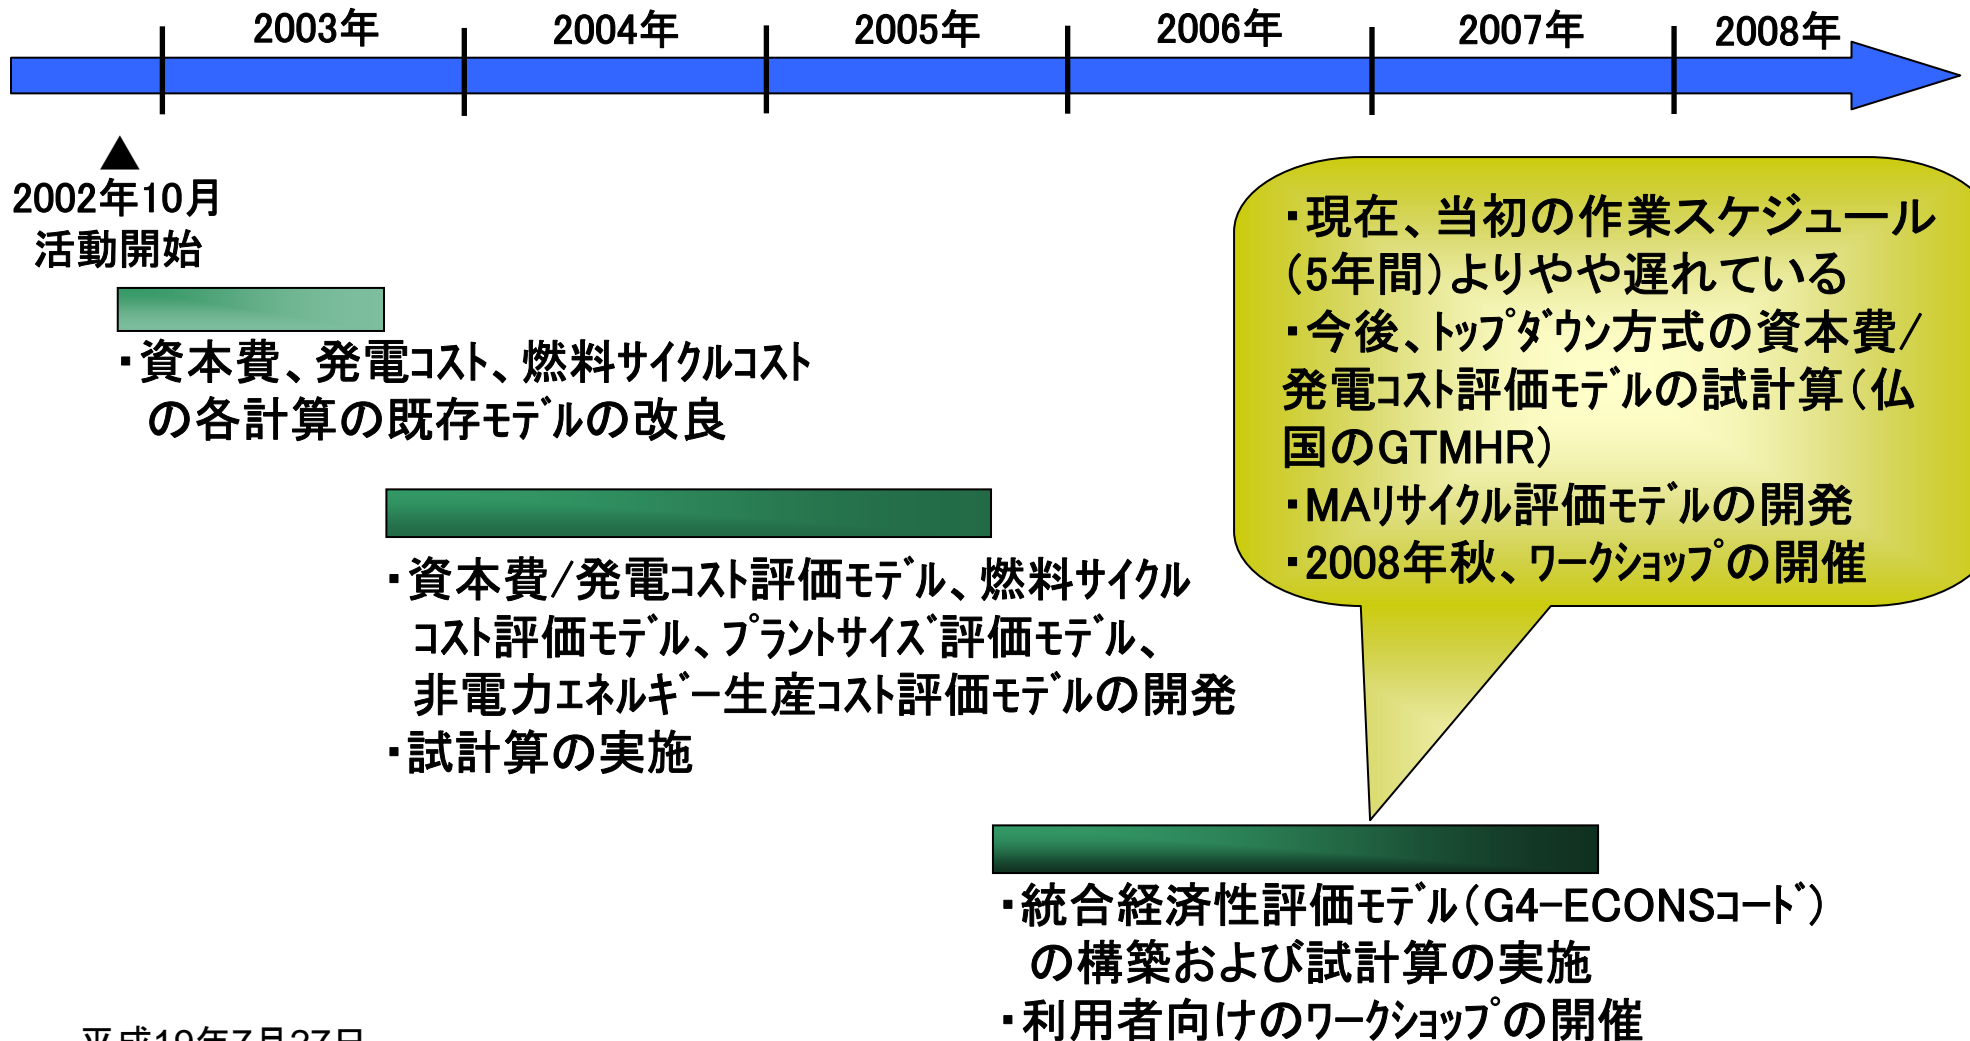 2003年 2004年 2005年 2006年 2007年 2008年
2002年10月
活動開始
・資本費、発電ｺｽﾄ、燃料ｻｲｸﾙｺｽﾄ
の各計算の既存ﾓﾃﾞﾙの改良
・資本費/発電ｺｽﾄ評価ﾓﾃﾞﾙ、燃料ｻｲｸﾙ
ｺｽﾄ評価ﾓﾃﾞﾙ、ﾌﾟﾗﾝﾄｻｲｽﾞ評価ﾓﾃﾞﾙ、
非電力ｴﾈﾙｷﾞｰ生産ｺｽﾄ評価ﾓﾃﾞﾙの開発
・試計算の実施
・現在、当初の作業スケジュール
（5年間）よりやや遅れている
・今後、ﾄｯﾌﾟﾀﾞｳﾝ方式の資本費/
発電ｺｽﾄ評価ﾓﾃﾞﾙの試計算（仏
国のGTMHR）
・MAﾘｻｲｸﾙ評価ﾓﾃﾞﾙの開発
・2008年秋、ﾜｰｸｼｮｯﾌﾟの開催
・統合経済性評価ﾓﾃﾞﾙ（G4-ECONSｺｰﾄﾞ）
の構築および試計算の実施
・利用者向けのﾜｰｸｼｮｯﾌﾟの開催
平成19年7月27日